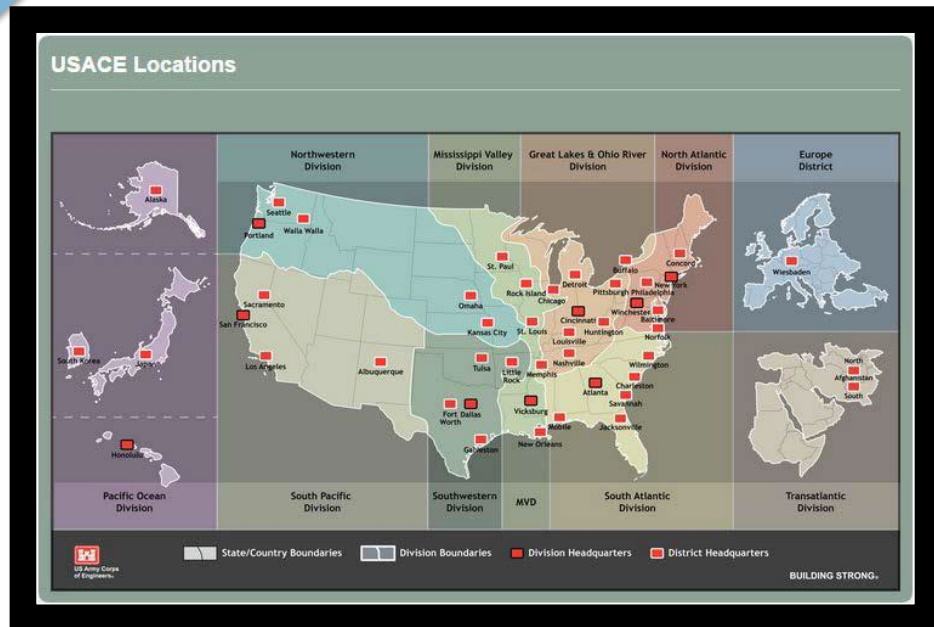 USACE Locations
Northwestern
Division
Mississippi Valley
Division
Great Lakes & Ohio River
Division
North Atlantic
Division
Europe
District
Alaska
Seattle
Walla Walla
Portland
St. Paul
Buffalo
Concord
Wiesbaden
Detroit
Rock Island
Chicago
Pittsburgh
Philadelphia
New York
Sacramento
Omaha
Winchester
Baltimore
San Francisco
Kansas City
St. Louis
Cincinnati
Huntington
Norfolk
South Korea
Japan
Louisville
North
Los Angeles
Albuquerque
Tulsa
Little
Rock
Memphis
Nashville
Wilmington
Afghanistan
South
Atlanta
Charleston
Savannah
Fort
Worth
Dallas
Vicksburg
Mobile
Jacksonville
Honolulu
Galveston
New Orleans
Pacific Ocean
Division
South Pacific
Division
Southwestern
Division
MVD
South Atlantic
Division
Transatlantic
Division
US Army Corps
of Engineers®
State/Country Boundaries
Division Boundaries
Division Headquarters
District Headquarters
BUILDING STRONG®